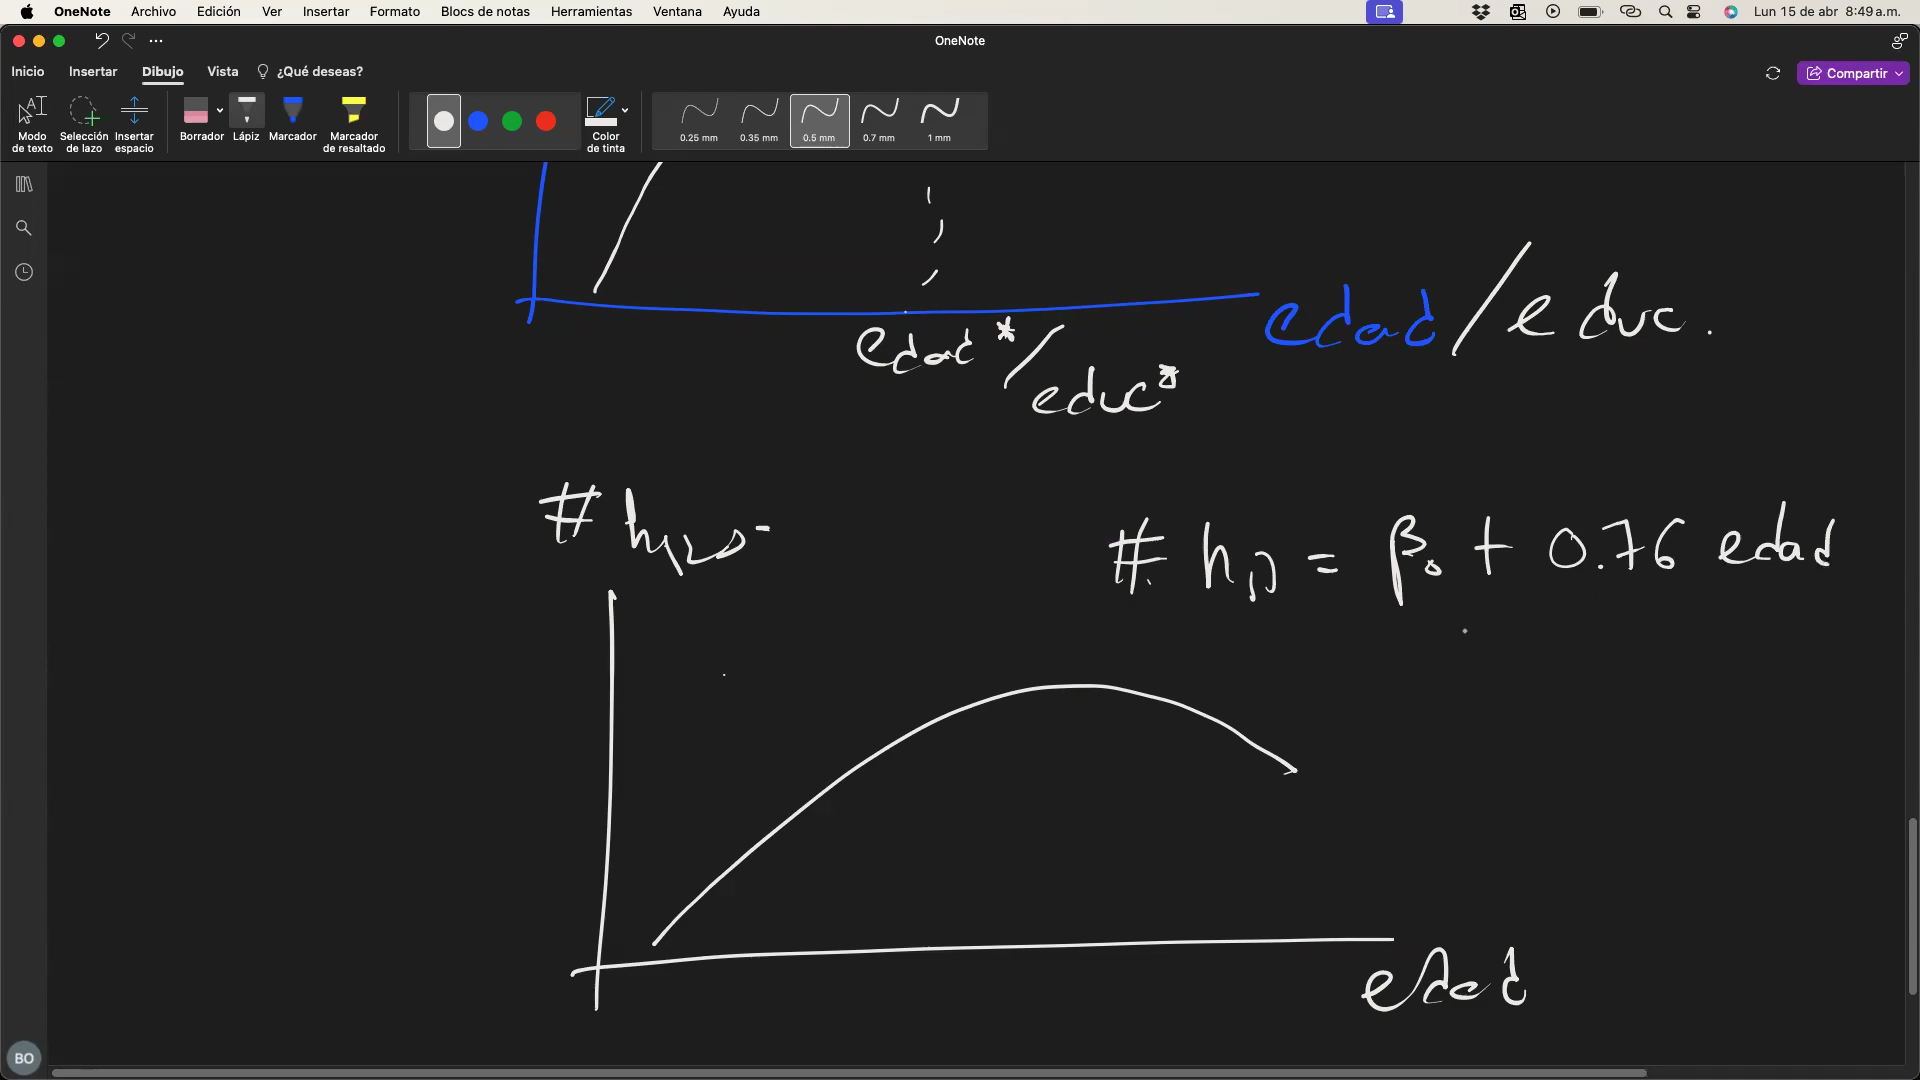 OneNote Archivo Edición Ver Insertar Formato Blocs de notas Herramientas Ventana Ayuda Lun 15 de abr 8:49 a.m.
OneNote
Inicio Insertar Dibujo Vista ¿Qué deseas? Compartir
Modo de texto
Selección de lazo
Insertar espacio
Borrador
Lápiz
Marcador
Marcador de resaltado
Color de tinta
0.25 mm 0.35 mm 0.5 mm 0.7 mm 1 mm
edad/educ.
edad*/educ*
# hrs
# h = β₀ + 0.76 edad
edad
BO